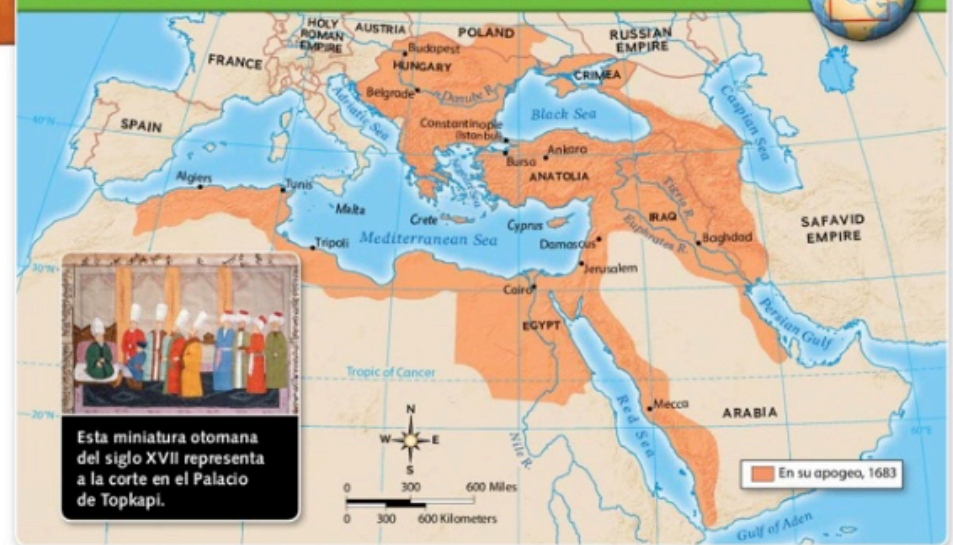 HOLY
ROMAN
EMPIRE
AUSTRIA
POLAND
RUSSIAN
EMPIRE
FRANCE
Budapest
HUNGARY
CRIMEA
Belgrade
Danube R.
Adriatic Sea
Black Sea
Caspian Sea
40°N
SPAIN
Constantinople
(Istanbul)
Bursa
Ankara
ANATOLIA
Aegean Sea
Algiers
Tunis
Malta
Crete
Cyprus
Tigris R.
IRAQ
Euphrates R.
Baghdad
SAFAVID
EMPIRE
Tripoli
Mediterranean Sea
Damascus
Jerusalem
30°N
Cairo
EGYPT
Persian Gulf
Tropic of Cancer
Red Sea
Mecca
ARABIA
20°N
60°E
Nile R.
N
W
E
S
0 300 600 Miles
0 300 600 Kilometers
Gulf of Aden
En su apogeo, 1683
Esta miniatura otomana
del siglo XVII representa
a la corte en el Palacio
de Topkapi.